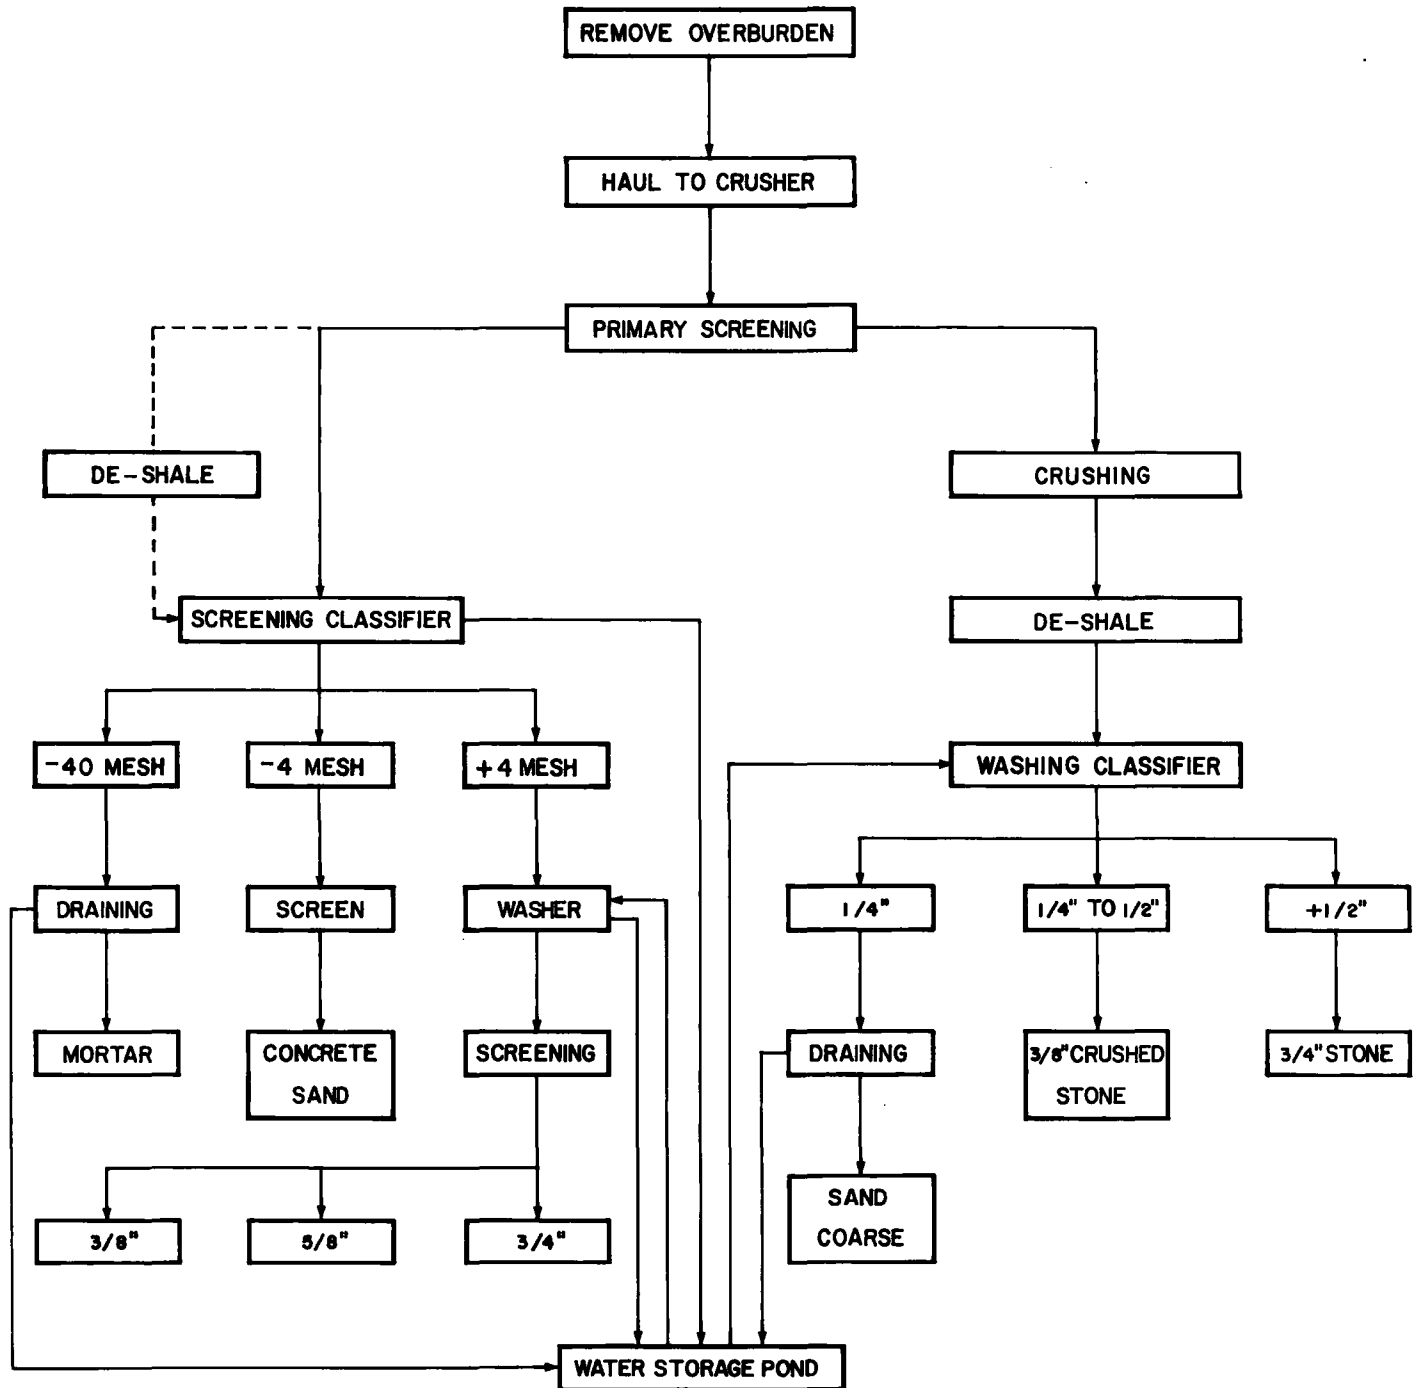 REMOVE OVERBURDEN
HAUL TO CRUSHER
PRIMARY SCREENING
DE-SHALE
CRUSHING
SCREENING CLASSIFIER
DE-SHALE
-40 MESH
-4 MESH
+4 MESH
WASHING CLASSIFIER
DRAINING
SCREEN
WASHER
1/4"
1/4" TO 1/2"
+1/2"
MORTAR
CONCRETE
SAND
SCREENING
DRAINING
3/8" CRUSHED
STONE
3/4" STONE
SAND
COARSE
3/8"
5/8"
3/4"
WATER STORAGE POND